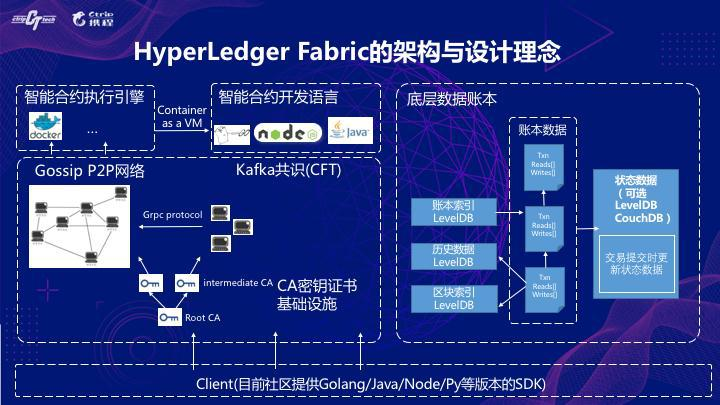 ctrip tech
Ctrip
携程
HyperLedger Fabric的架构与设计理念
智能合约执行引擎
docker
...
Container
as a VM
智能合约开发语言
node
Java
底层数据账本
账本数据
Txn
Reads[]
Writes[]
Txn
Reads[]
Writes[]
Txn
Reads[]
Writes[]
账本索引
LevelDB
历史数据
LevelDB
区块索引
LevelDB
状态数据
（可选
LevelDB
CouchDB）
交易提交时更
新状态数据
Gossip P2P网络
Kafka共识(CFT)
Grpc protocol
intermediate CA
Root CA
CA密钥证书
基础设施
Client(目前社区提供Golang/Java/Node/Py等版本的SDK)